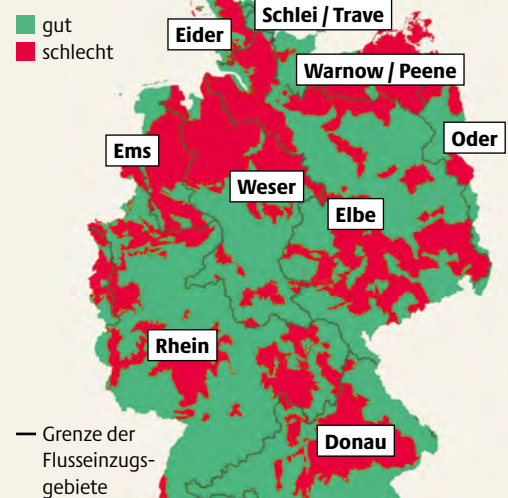 gut
schlecht
Schlei / Trave
Eider
Warnow / Peene
Oder
Ems
Weser
Elbe
Rhein
Donau
Grenze der
Flusseinzugs-
gebiete